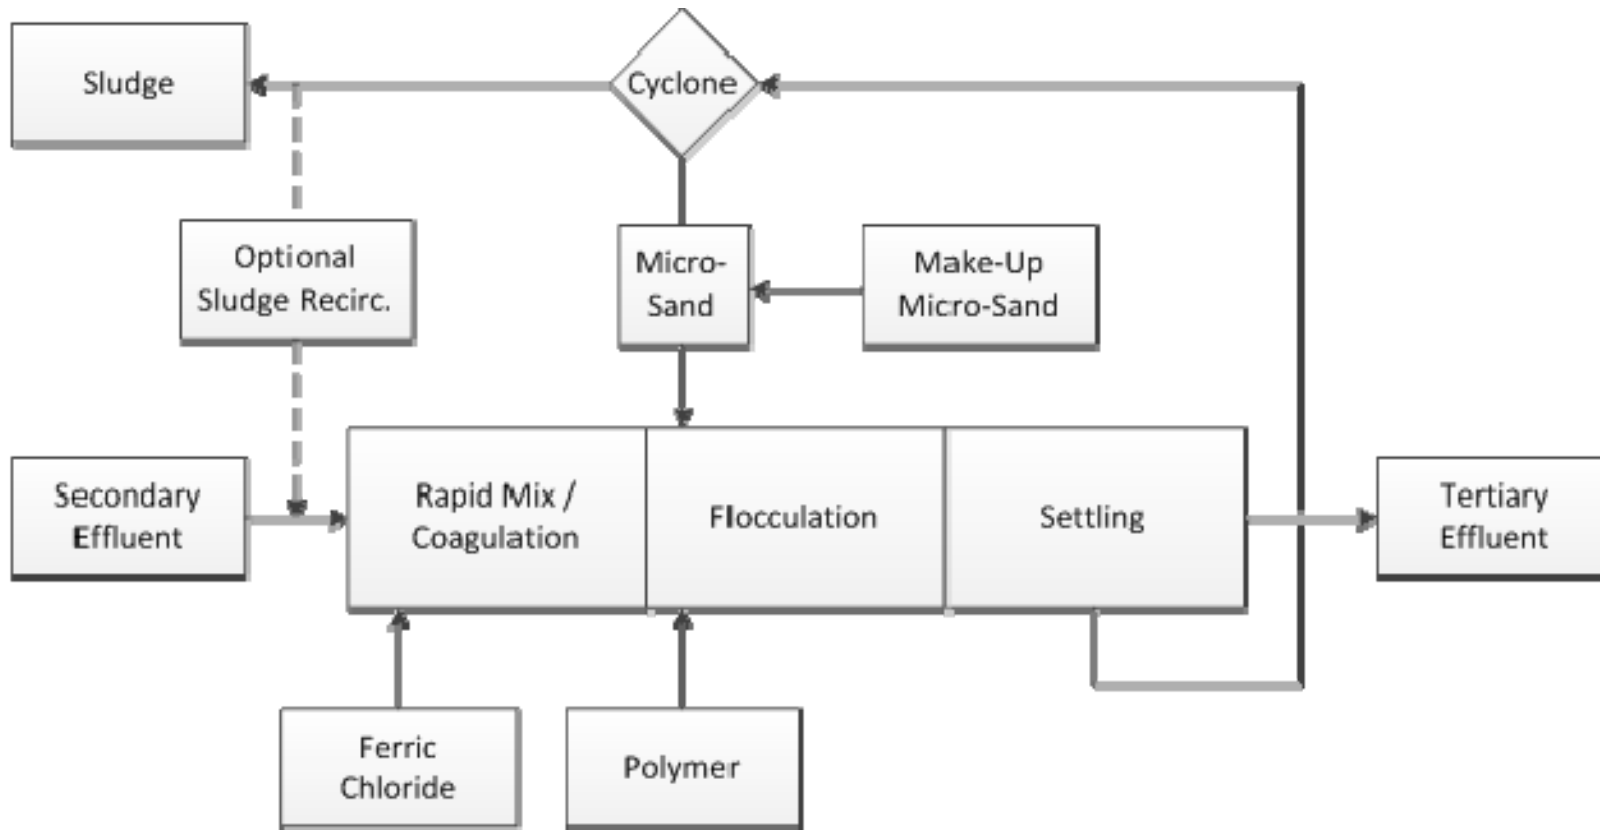 Sludge
Cyclone
Optional
Sludge Recirc.
Micro-
Sand
Make-Up
Micro-Sand
Secondary
Effluent
Rapid Mix /
Coagulation
Flocculation
Settling
Tertiary
Effluent
Ferric
Chloride
Polymer